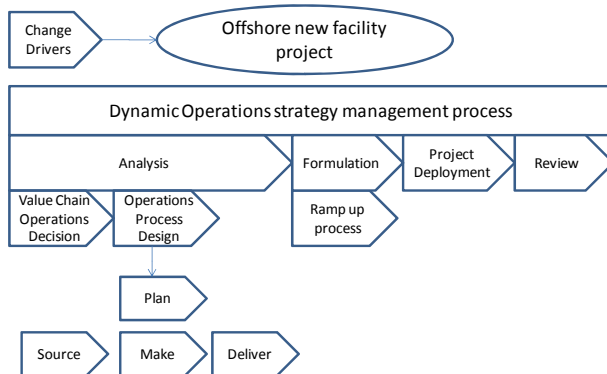 Change
Drivers
Offshore new facility
project
Dynamic Operations strategy management process
Analysis
Formulation
Project
Deployment
Review
Value Chain
Operations
Decision
Operations
Process
Design
Ramp up
process
Plan
Source
Make
Deliver